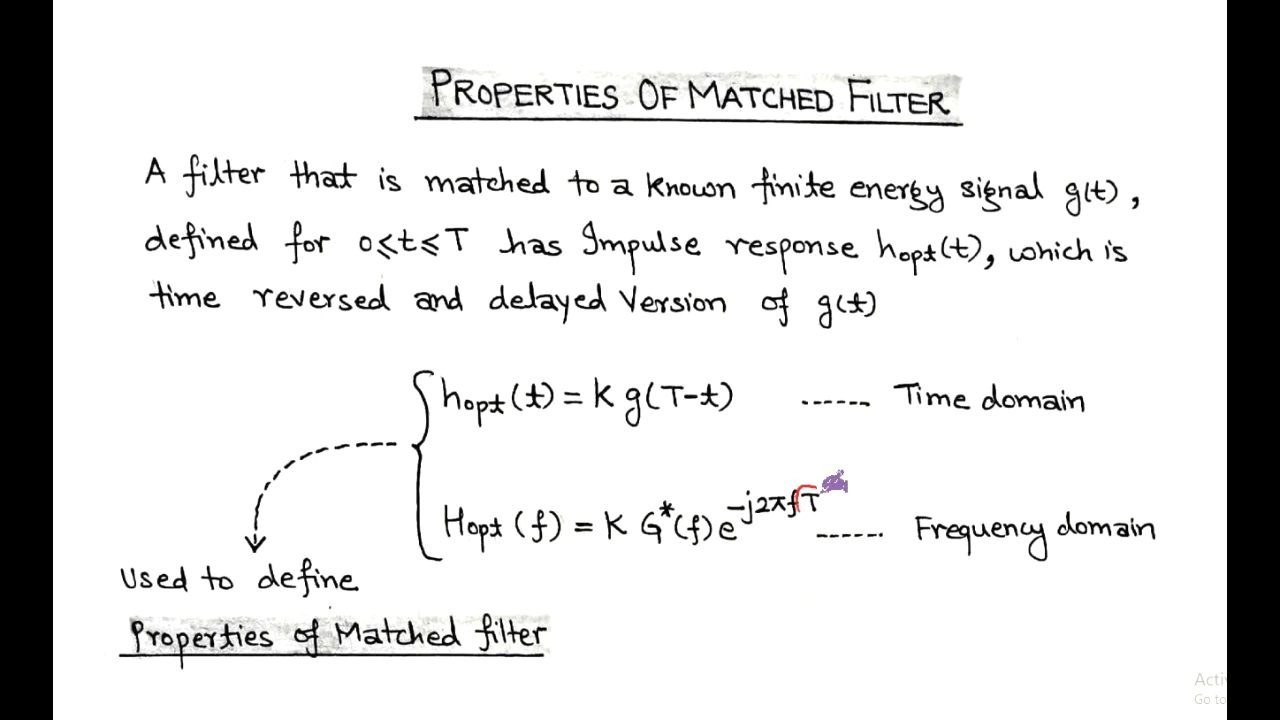 PROPERTIES OF MATCHED FILTER
A filter that is matched to a known finite energy signal g(t),
defined for 0⩽t⩽T has Impulse response hopt(t), which is
time reversed and delayed Version of g(t)
hopt(t) = K g(T-t) ------ Time domain
Hopt(f) = K G*(f) e^-j2πfT ------ Frequency domain
Used to define
Properties of Matched filter
Go to